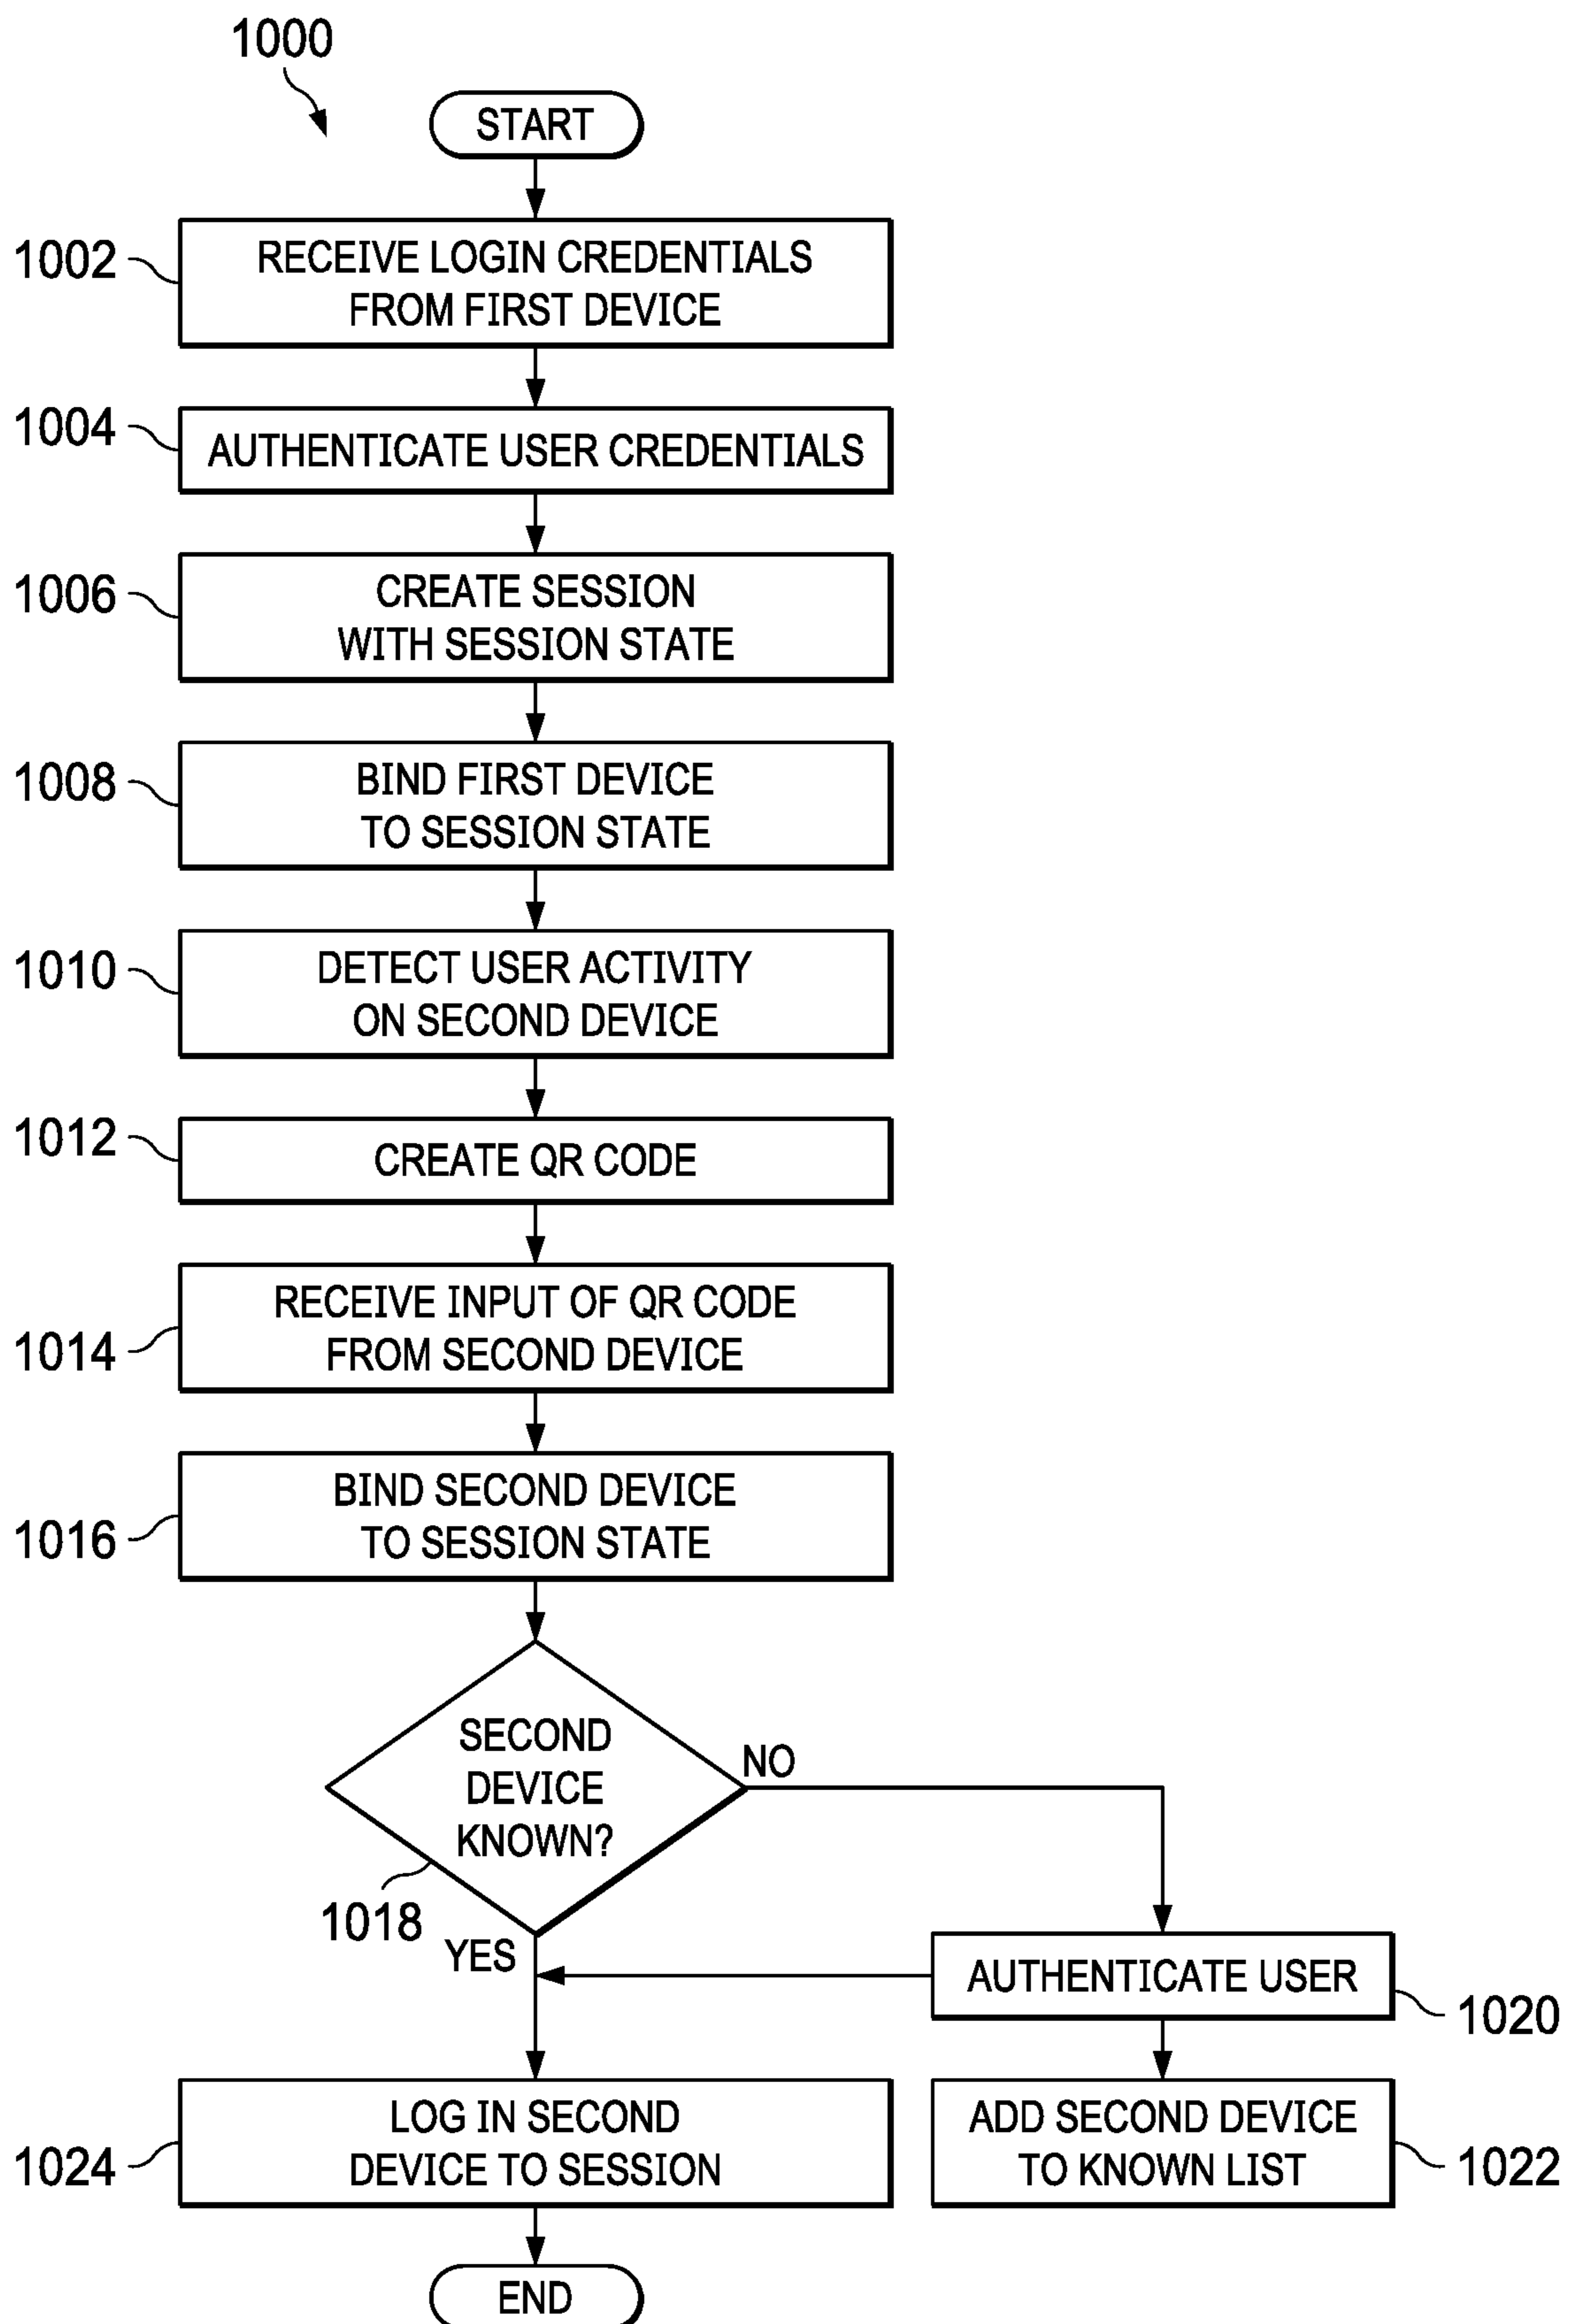 1000
START
1002
RECEIVE LOGIN CREDENTIALS
FROM FIRST DEVICE
1004
AUTHENTICATE USER CREDENTIALS
1006
CREATE SESSION
WITH SESSION STATE
1008
BIND FIRST DEVICE
TO SESSION STATE
1010
DETECT USER ACTIVITY
ON SECOND DEVICE
1012
CREATE QR CODE
1014
RECEIVE INPUT OF QR CODE
FROM SECOND DEVICE
1016
BIND SECOND DEVICE
TO SESSION STATE
SECOND
DEVICE
KNOWN?
1018
NO
YES
AUTHENTICATE USER
1020
LOG IN SECOND
DEVICE TO SESSION
1024
ADD SECOND DEVICE
TO KNOWN LIST
1022
END